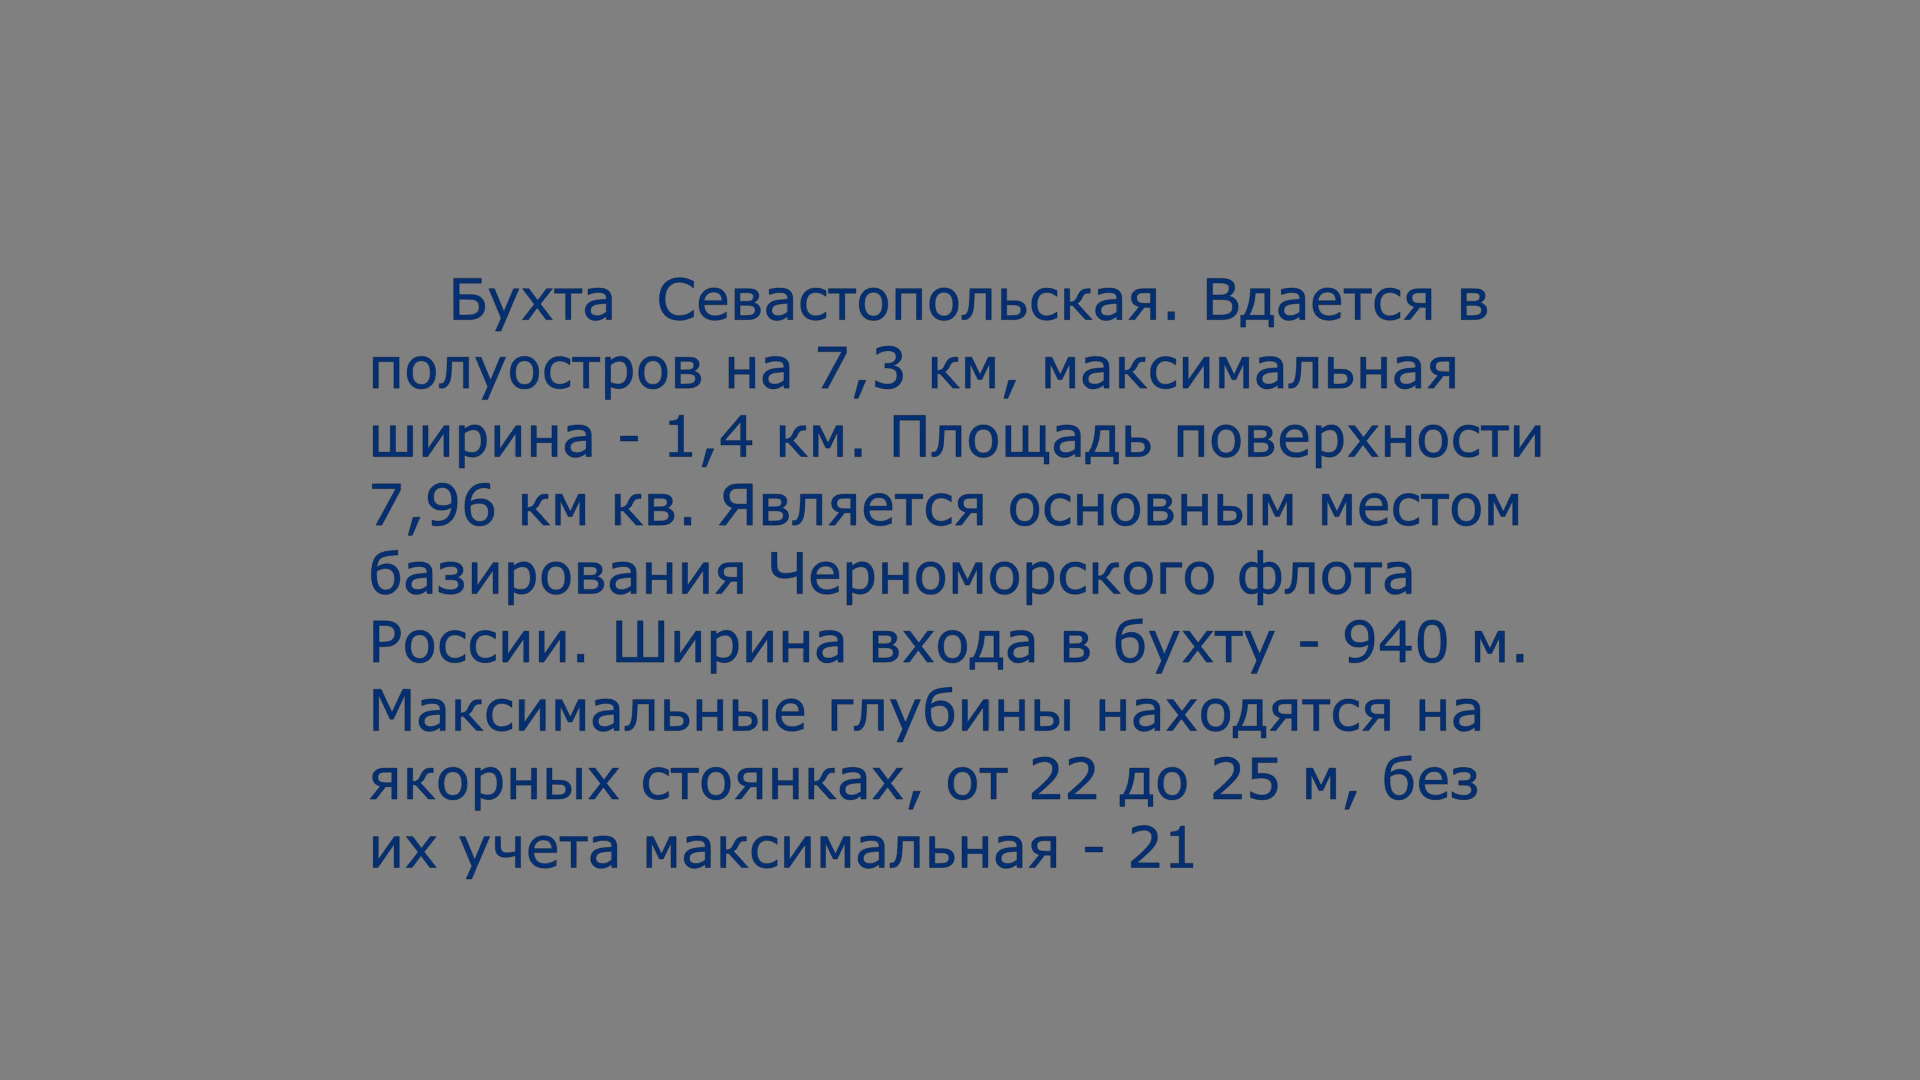 Бухта  Севастопольская. Вдается в
полуостров на 7,3 км, максимальная
ширина - 1,4 км. Площадь поверхности
7,96 км кв. Является основным местом
базирования Черноморского флота
России. Ширина входа в бухту - 940 м.
Максимальные глубины находятся на
якорных стоянках, от 22 до 25 м, без
их учета максимальная - 21